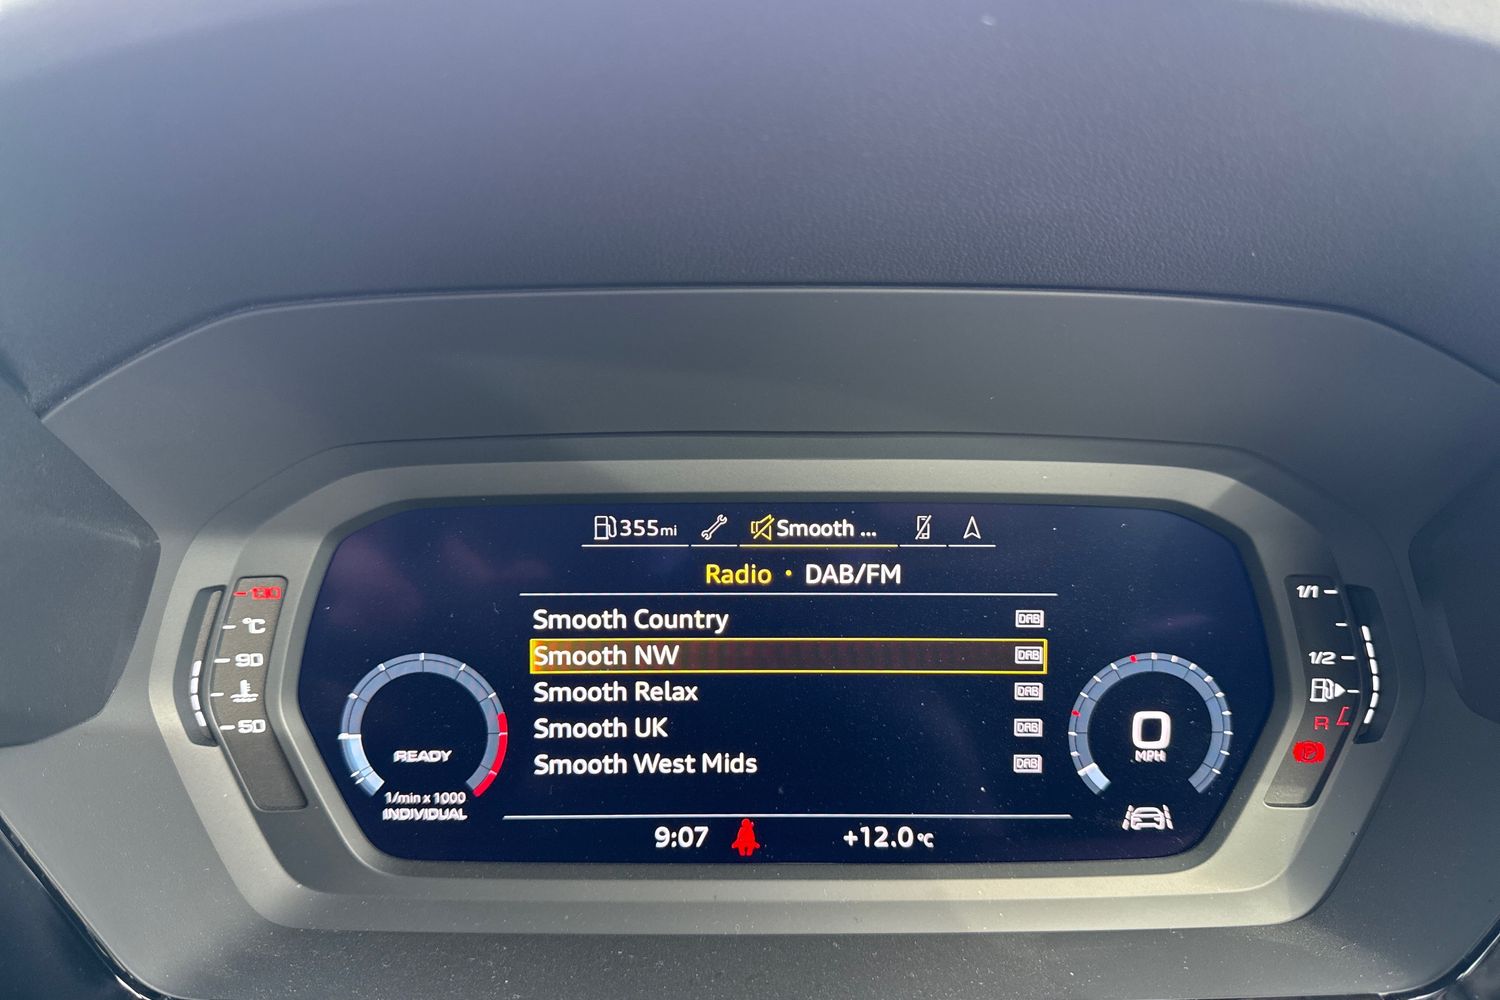 355mi Smooth ...
Radio • DAB/FM
Smooth Country DAB
Smooth NW DAB
Smooth Relax DAB
Smooth UK DAB
Smooth West Mids DAB
9:07 +12.0°C
130
°C
90
50
READY
1/min x 1000
INDIVIDUAL
0
MPH
1/1
1/2
R
P